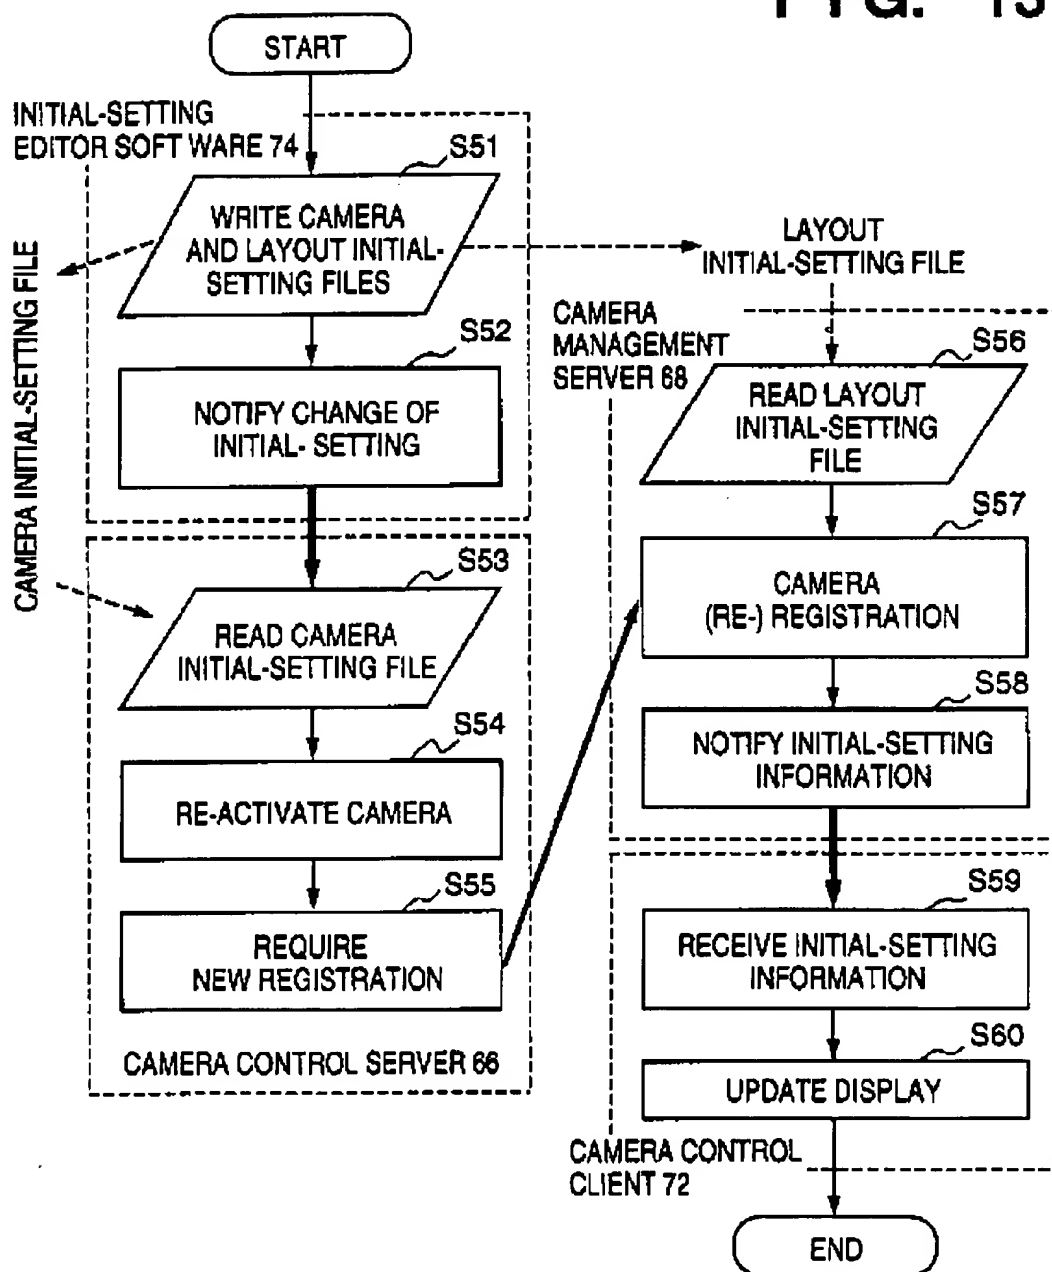 FIG. 13
START
INITIAL-SETTING
EDITOR SOFT WARE 74
S51
WRITE CAMERA
AND LAYOUT INITIAL-
SETTING FILES
CAMERA INITIAL-SETTING FILE
S52
NOTIFY CHANGE OF
INITIAL- SETTING
S53
READ CAMERA
INITIAL-SETTING FILE
S54
RE-ACTIVATE CAMERA
S55
REQUIRE
NEW REGISTRATION
CAMERA CONTROL SERVER 66
LAYOUT
INITIAL-SETTING FILE
CAMERA
MANAGEMENT
SERVER 68
S56
READ LAYOUT
INITIAL-SETTING
FILE
S57
CAMERA
(RE-) REGISTRATION
S58
NOTIFY INITIAL-SETTING
INFORMATION
S59
RECEIVE INITIAL-SETTING
INFORMATION
S60
UPDATE DISPLAY
CAMERA CONTROL
CLIENT 72
END